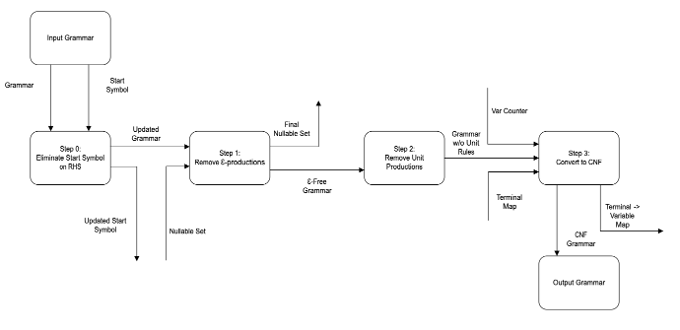 Input Grammar
Grammar
Start
Symbol
Step 0:
Eliminate Start Symbol
on RHS
Updated
Grammar
Updated Start
Symbol
Step 1:
Remove Ɛ-productions
Final
Nullable Set
Nullable Set
Ɛ-Free
Grammar
Step 2:
Remove Unit
Productions
Grammar
w/o Unit
Rules
Var Counter
Terminal
Map
Step 3:
Convert to CNF
Terminal ->
Variable
Map
CNF
Grammar
Output Grammar